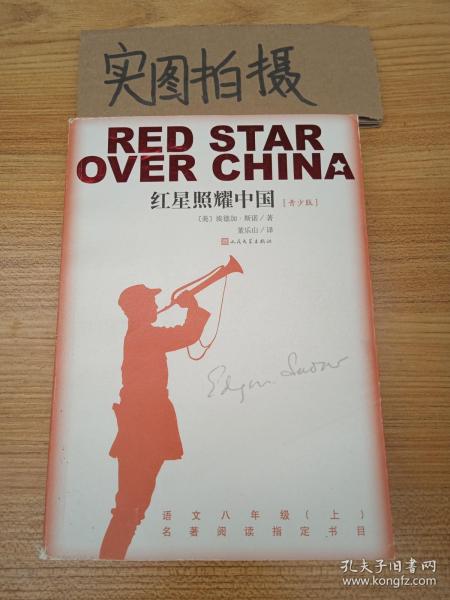 实图拍摄
RED STAR
OVER CHINA
红星照耀中国 [青少版]
〔美〕埃德加·斯诺/著
董乐山/译
人民文学出版社
Edgar Snow
语文八年级(上)
名著阅读指定书目
孔夫子旧书网
www.kongfz.com